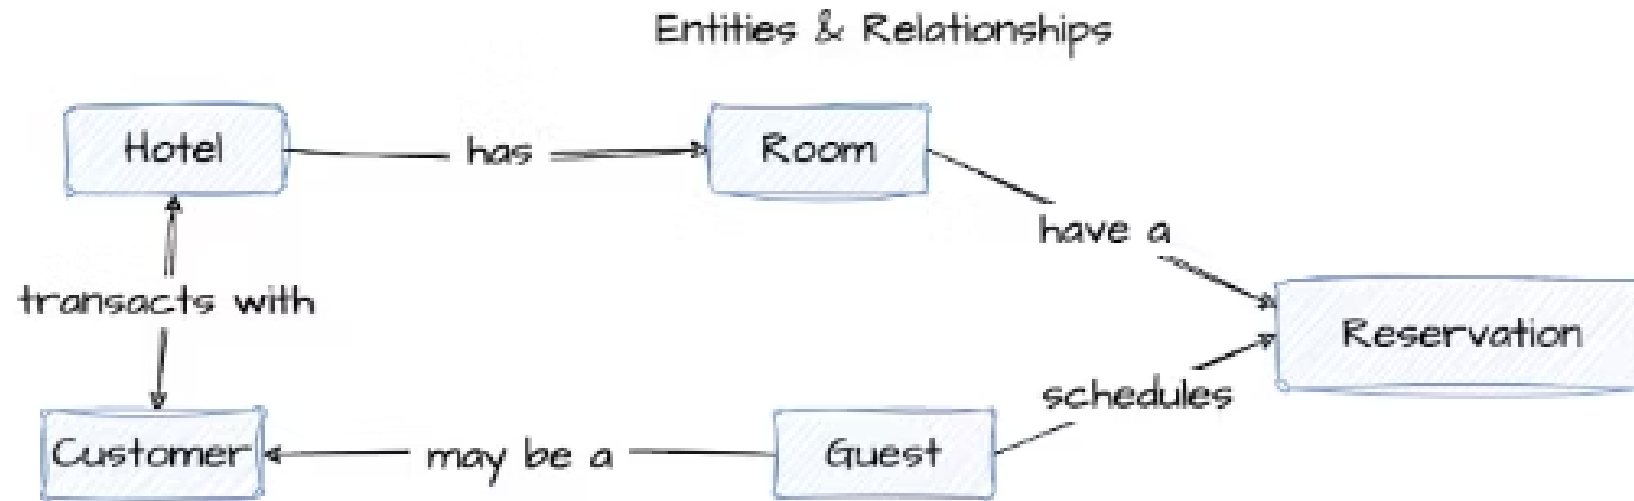 Entities & Relationships
Hotel
has
Room
have a
transacts with
Reservation
schedules
Customer
may be a
Guest